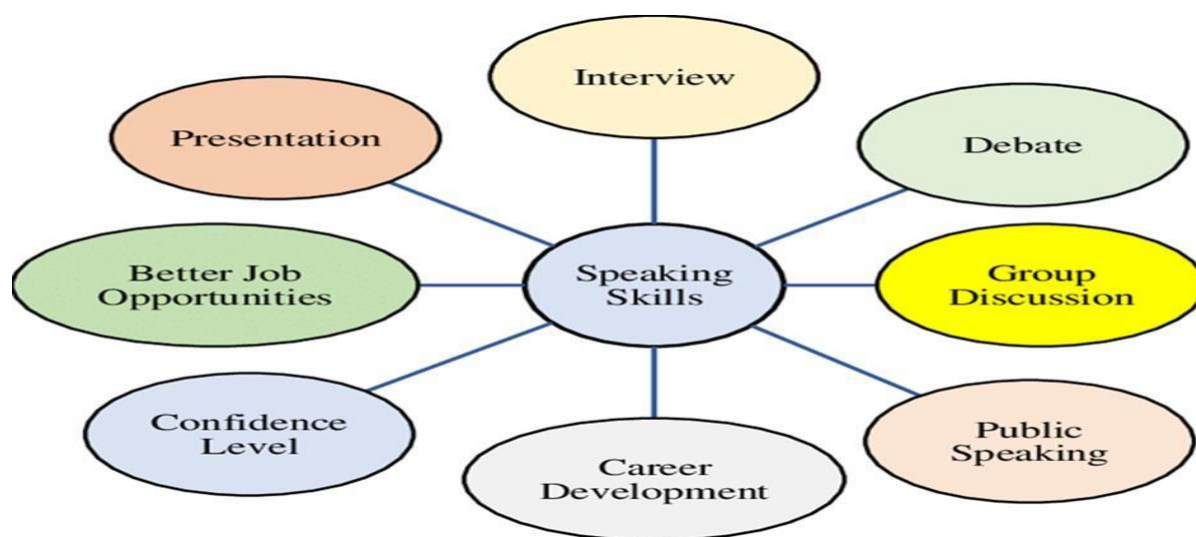 Interview
Presentation
Debate
Better Job
Opportunities
Speaking
Skills
Group
Discussion
Confidence
Level
Career
Development
Public
Speaking